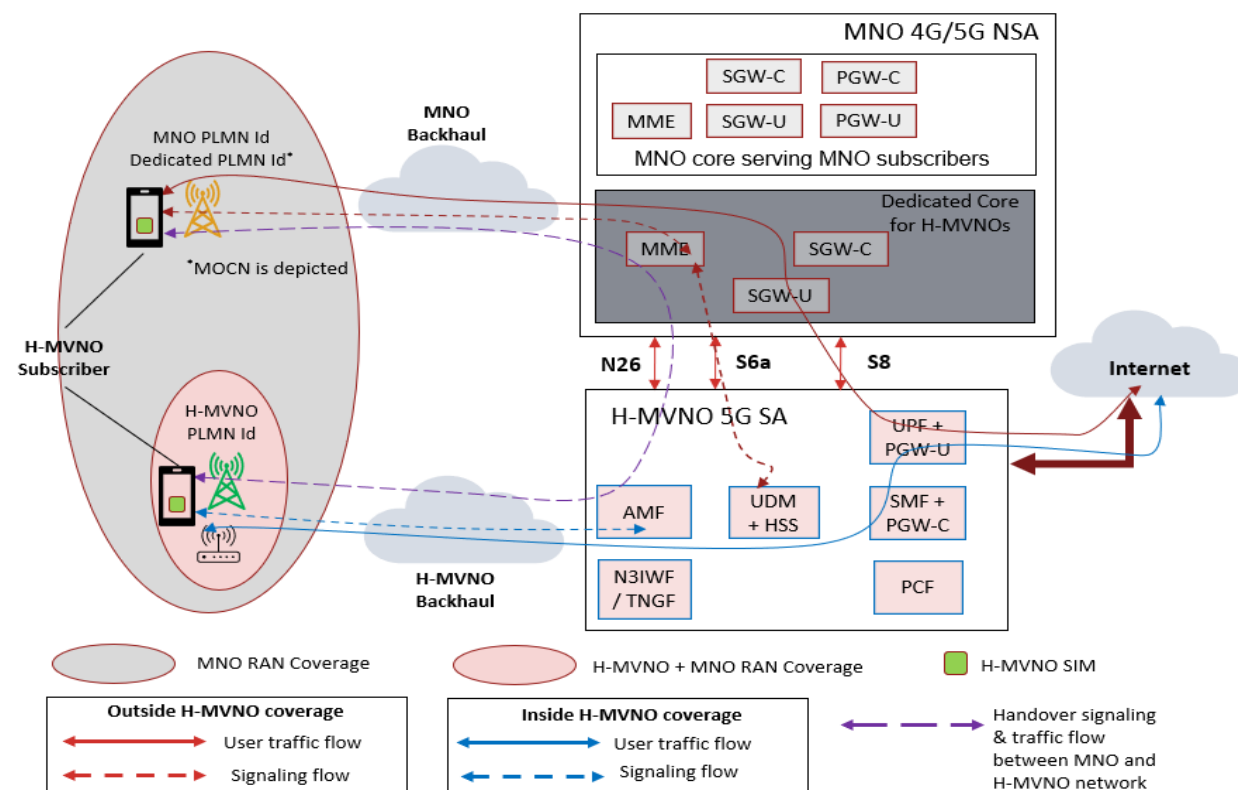 MNO 4G/5G NSA
SGW-C
PGW-C
MME
SGW-U
PGW-U
MNO core serving MNO subscribers
Dedicated Core
for H-MVNOs
MME
SGW-C
SGW-U
MNO
Backhaul
MNO PLMN Id
Dedicated PLMN Id*
*MOCN is depicted
H-MVNO
Subscriber
H-MVNO
PLMN Id
N26
S6a
S8
Internet
H-MVNO 5G SA
UPF +
PGW-U
AMF
UDM
+ HSS
SMF +
PGW-C
N3IWF
/ TNGF
PCF
H-MVNO
Backhaul
MNO RAN Coverage
H-MVNO + MNO RAN Coverage
H-MVNO SIM
Outside H-MVNO coverage
User traffic flow
Signaling flow
Inside H-MVNO coverage
User traffic flow
Signaling flow
Handover signaling
& traffic flow
between MNO and
H-MVNO network